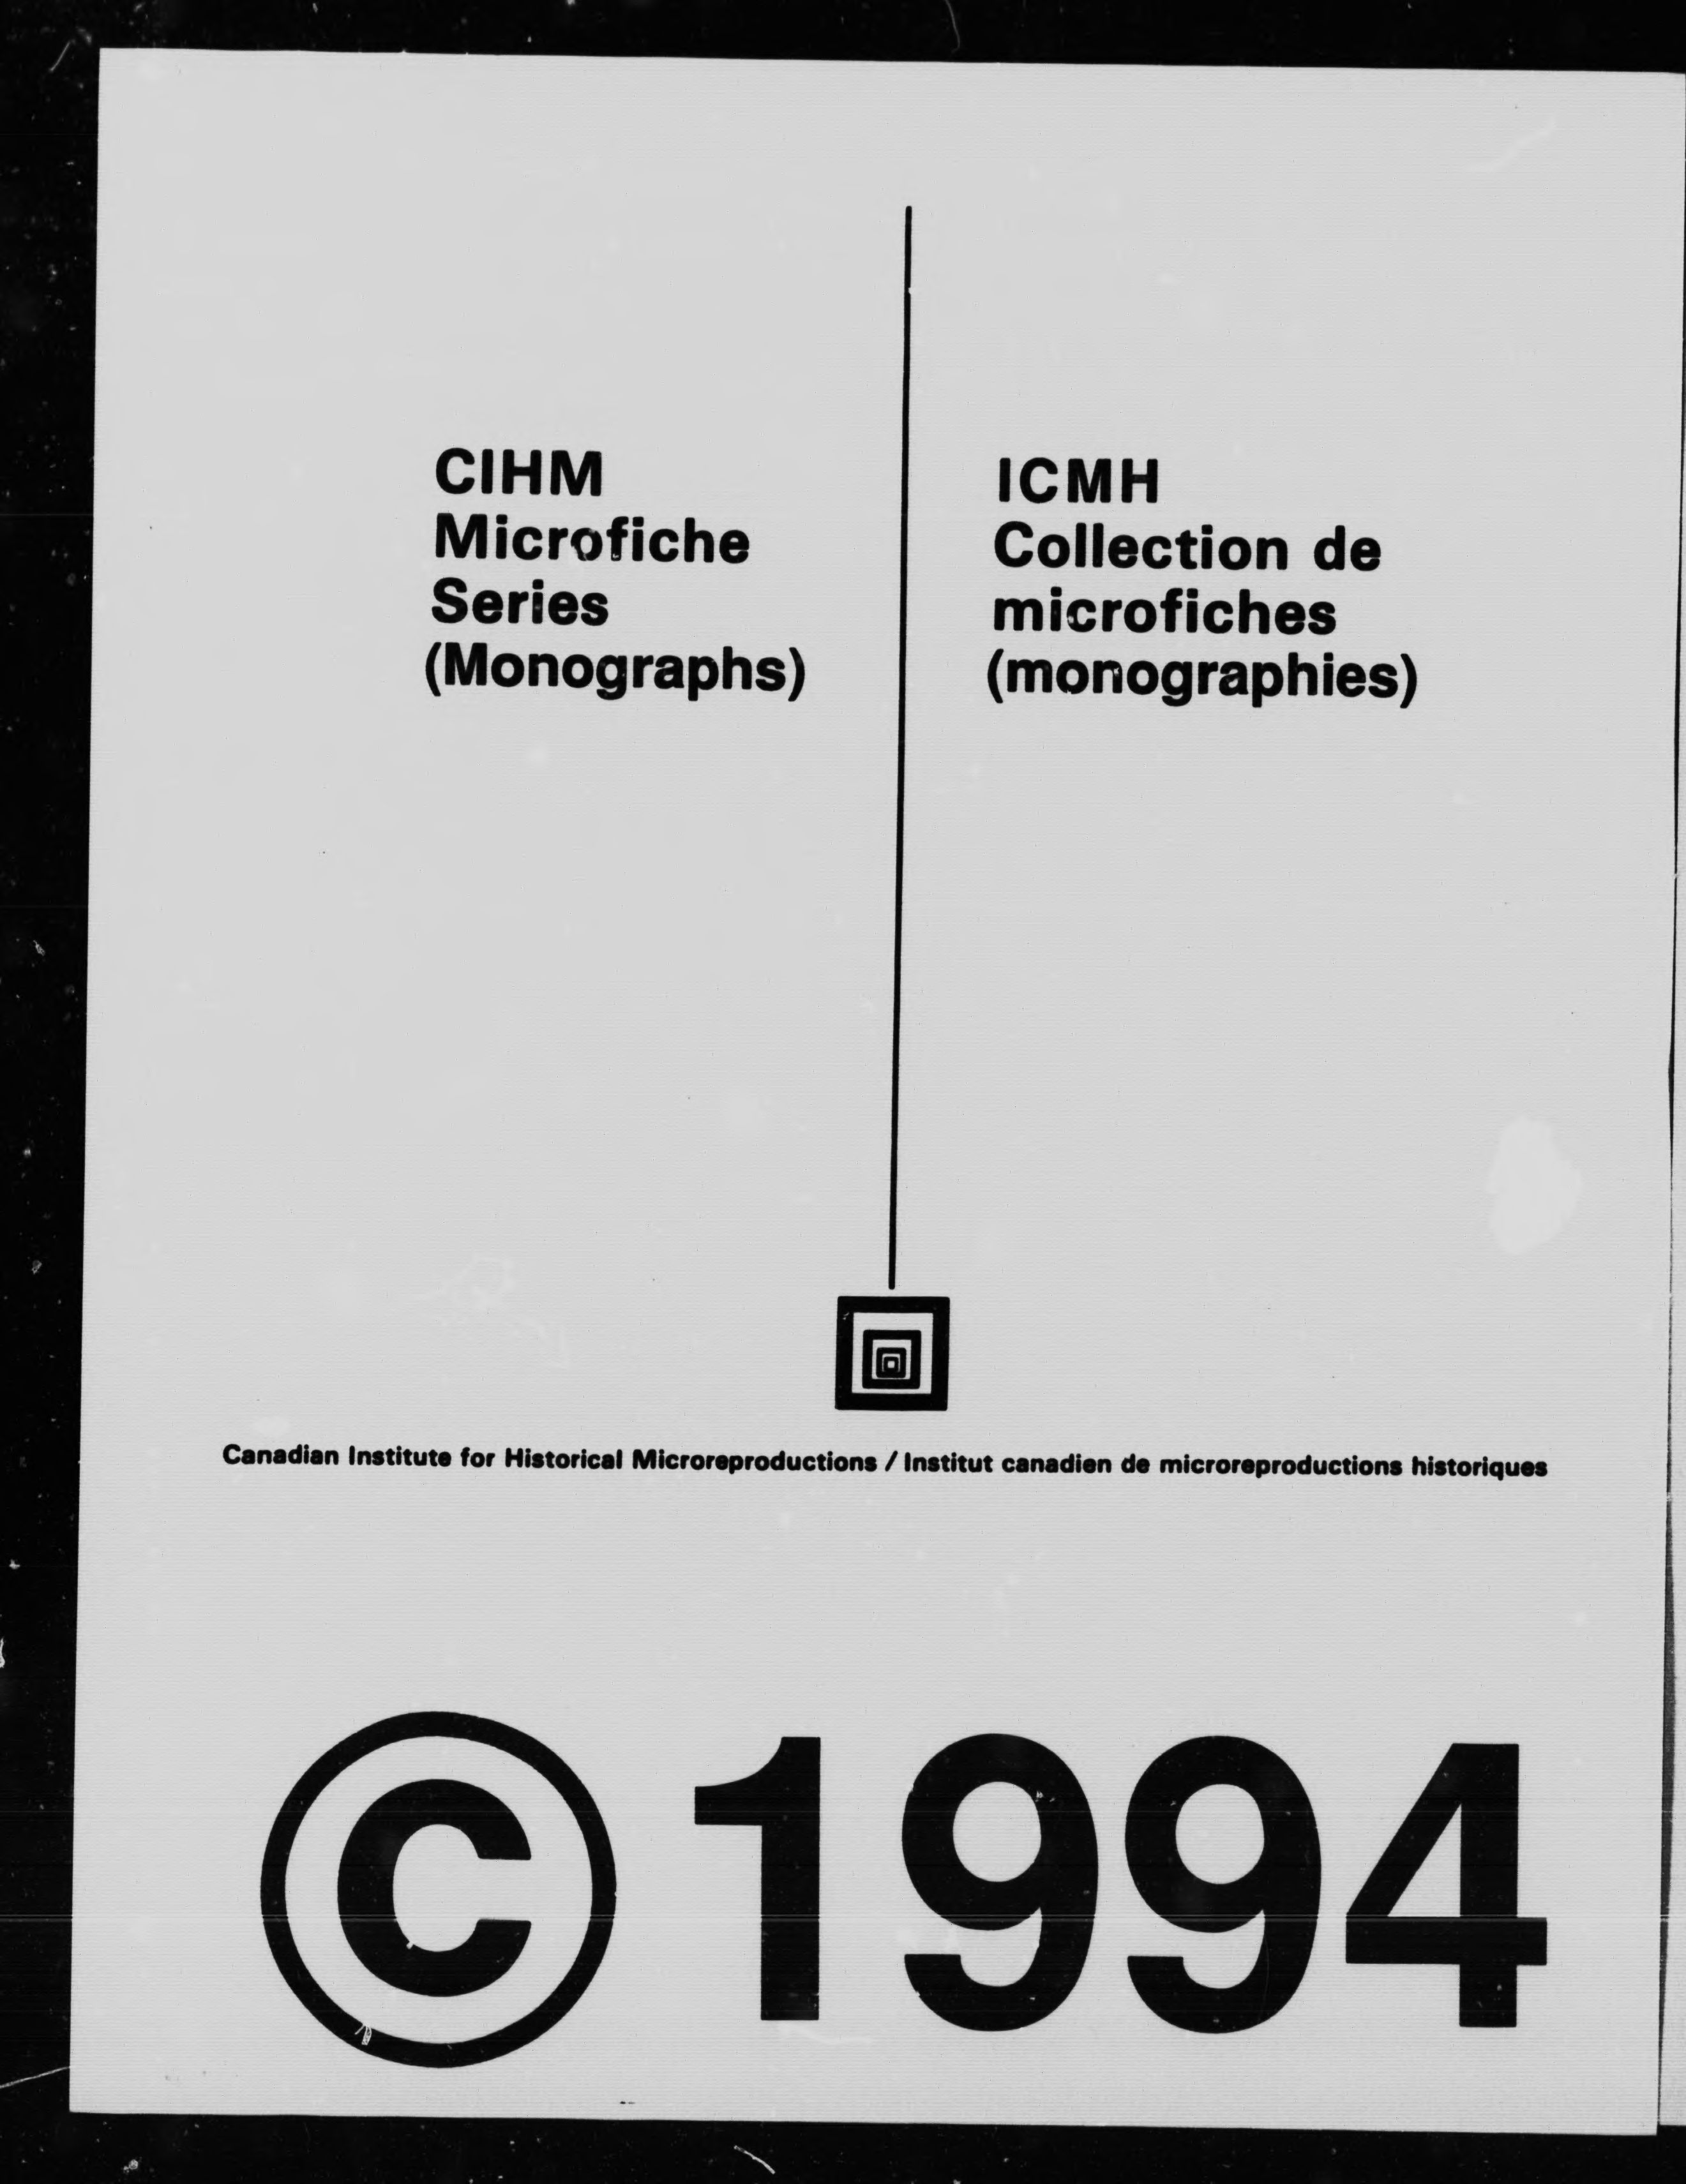 CIHM
Microfiche
Series
(Monographs)
ICMH
Collection de
microfiches
(monographies)
Canadian Institute for Historical Microreproductions / Institut canadien de microreproductions historiques
© 1994